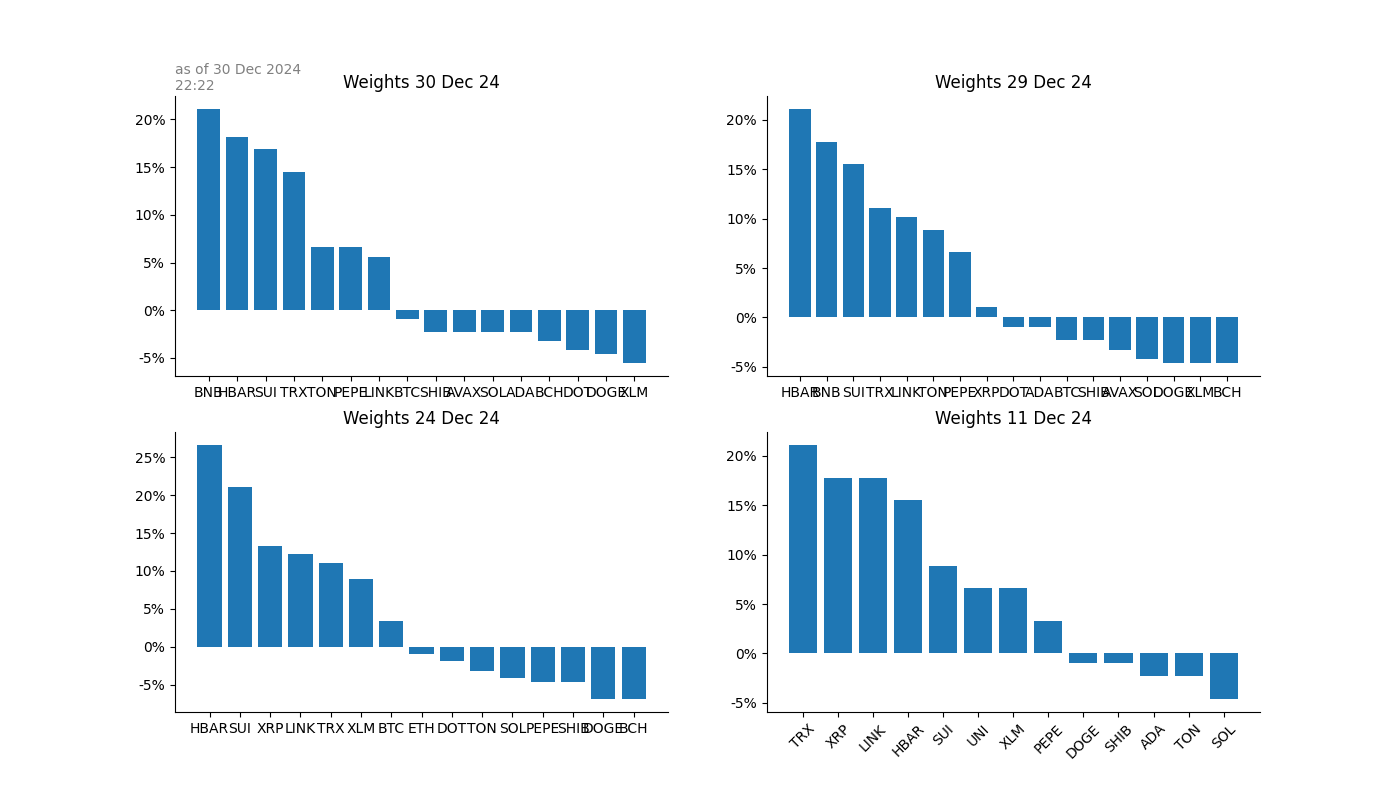 as of 30 Dec 2024
22:22
Weights 30 Dec 24
20%
15%
10%
5%
0%
-5%
BNB HBAR SUI TRX TON PEPE LINK BTC SHIB AVAX SOL ADA BCH DOT DOGE XLM
Weights 29 Dec 24
20%
15%
10%
5%
0%
-5%
HBAR BNB SUI TRX LINK TON PEPE XRP DOT ADA BTC SHIB AVAX SOL DOGE XLM BCH
Weights 24 Dec 24
25%
20%
15%
10%
5%
0%
-5%
HBAR SUI XRP LINK TRX XLM BTC ETH DOT TON SOL PEPE SHIB DOGE BCH
Weights 11 Dec 24
20%
15%
10%
5%
0%
-5%
TRX XRP LINK HBAR SUI UNI XLM PEPE DOGE SHIB ADA TON SOL